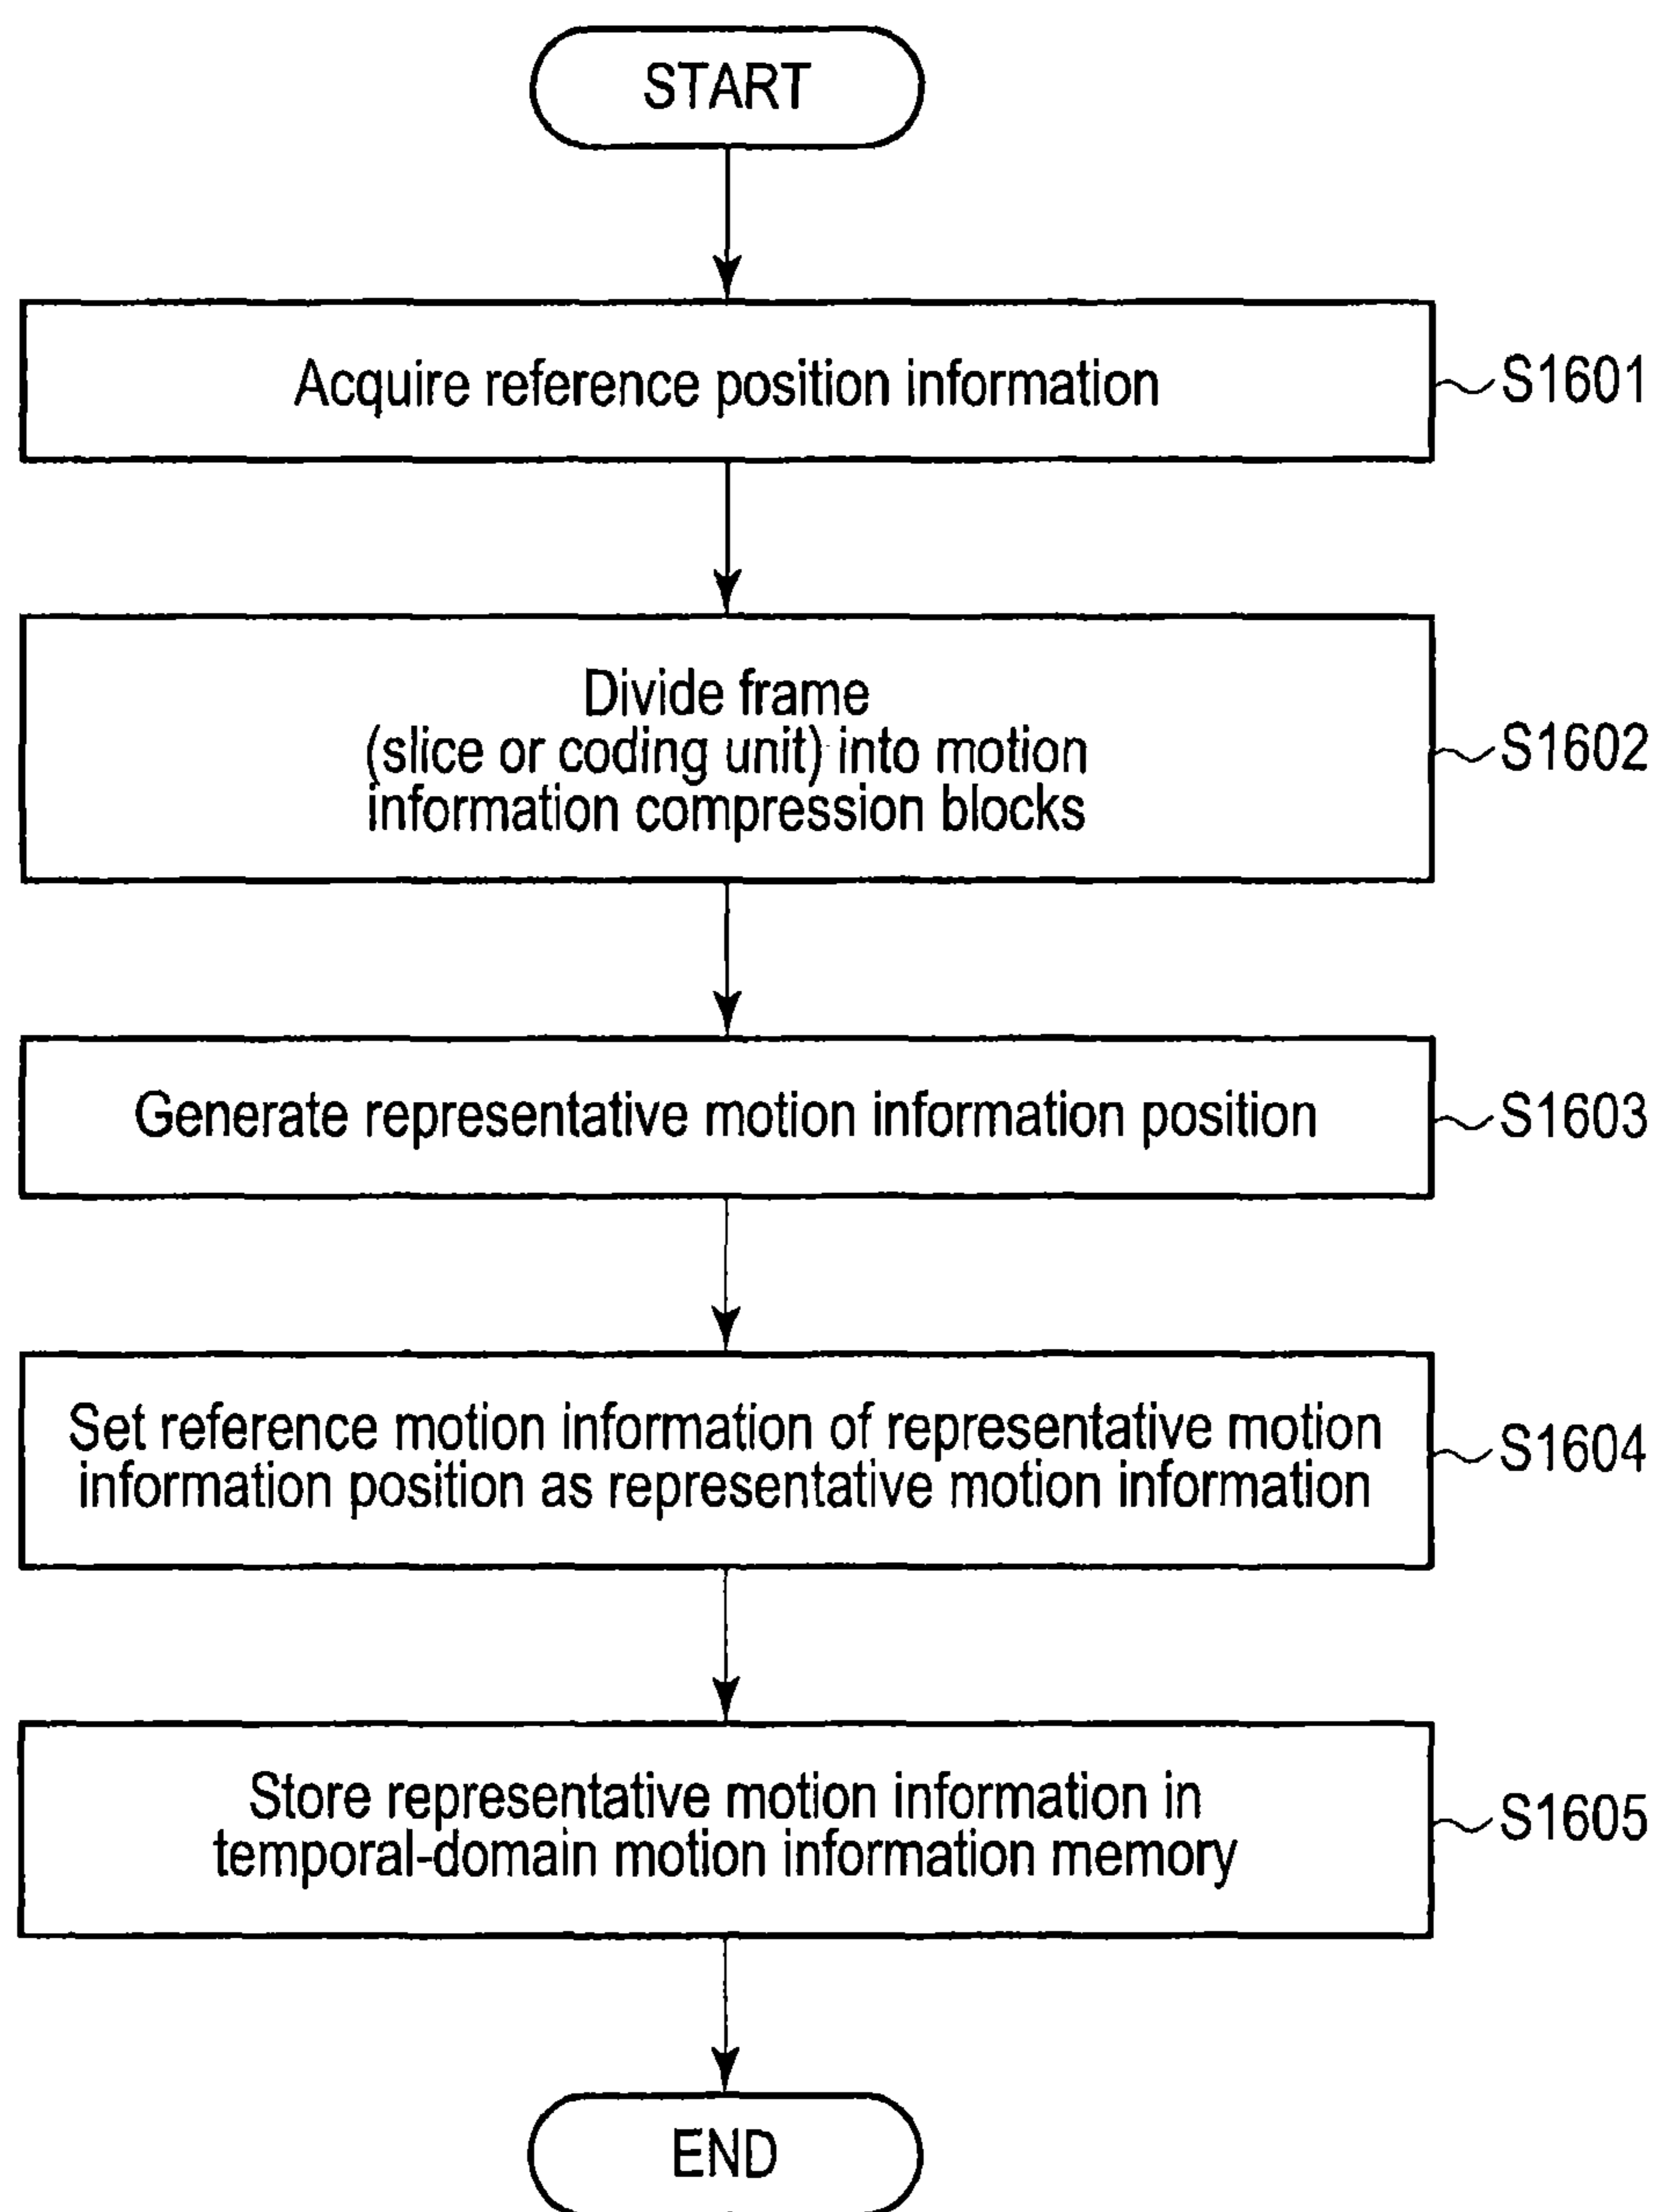 START
Acquire reference position information
S1601
Divide frame
(slice or coding unit) into motion
information compression blocks
S1602
Generate representative motion information position
S1603
Set reference motion information of representative motion
information position as representative motion information
S1604
Store representative motion information in
temporal-domain motion information memory
S1605
END